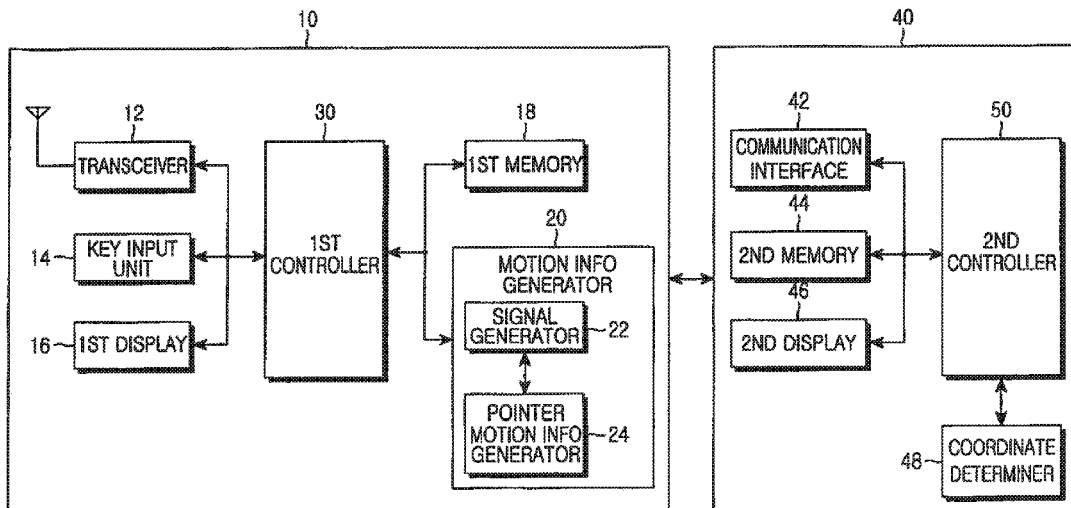 10
40
12
TRANSCEIVER
14
KEY INPUT
UNIT
16
1ST DISPLAY
30
1ST
CONTROLLER
18
1ST MEMORY
20
MOTION INFO
GENERATOR
SIGNAL
GENERATOR
22
POINTER
MOTION INFO
GENERATOR
24
42
COMMUNICATION
INTERFACE
44
2ND MEMORY
46
2ND DISPLAY
50
2ND
CONTROLLER
48
COORDINATE
DETERMINER